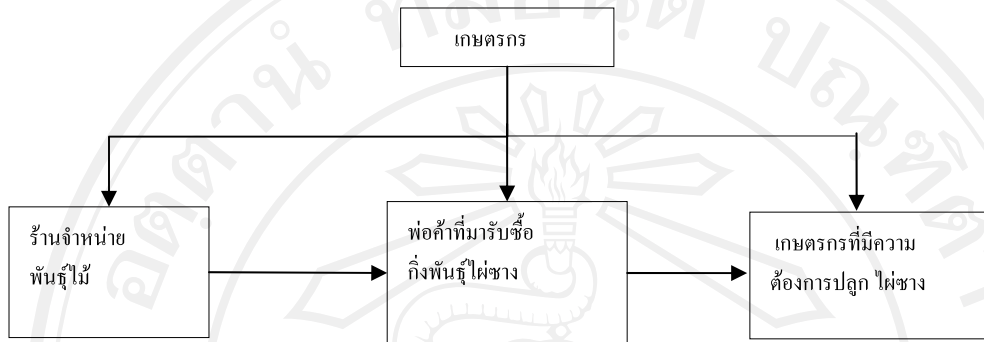 เกษตรกร
ร้านจำหน่าย
พันธุ์ไม้
พ่อค้าที่มารับซื้อ
กิ่งพันธุ์ไผ่ซาง
เกษตรกรที่มีความ
ต้องการปลูก ไผ่ซาง